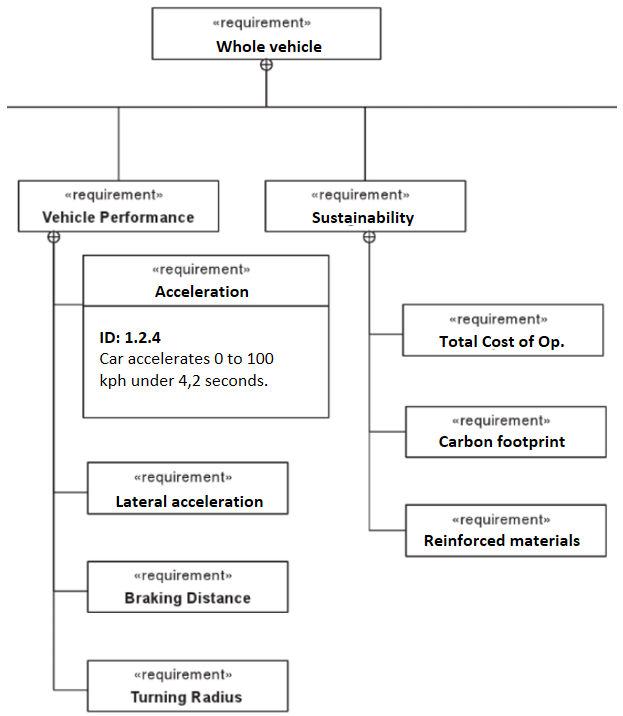 «requirement»
Whole vehicle
«requirement»
Vehicle Performance
«requirement»
Sustainability
«requirement»
Acceleration
ID: 1.2.4
Car accelerates 0 to 100
kph under 4,2 seconds.
«requirement»
Lateral acceleration
«requirement»
Braking Distance
«requirement»
Turning Radius
«requirement»
Total Cost of Op.
«requirement»
Carbon footprint
«requirement»
Reinforced materials